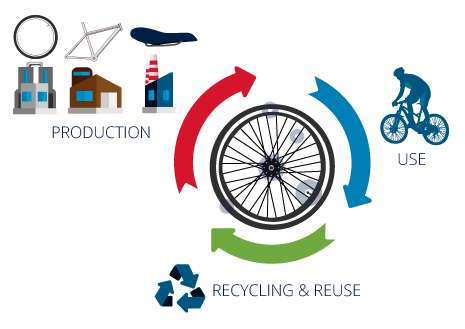 PRODUCTION
USE
RECYCLING & REUSE